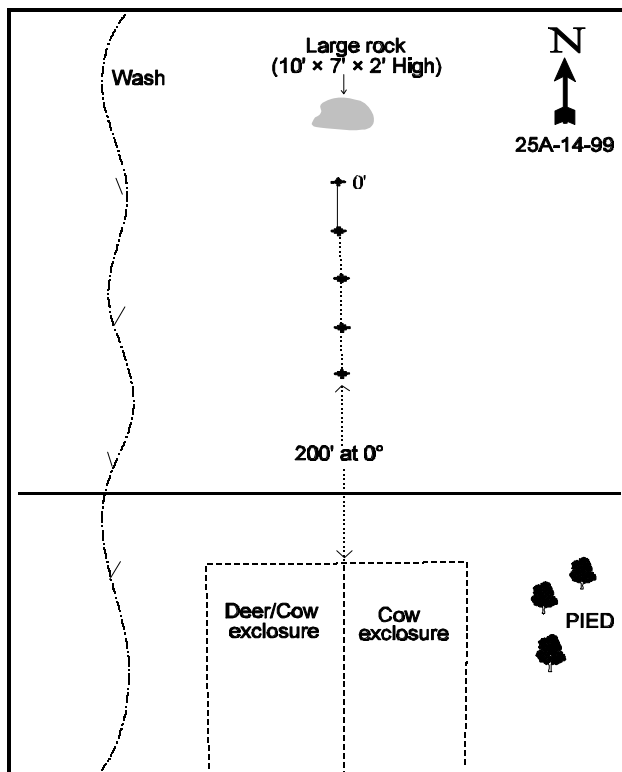 Large rock
(10' × 7' × 2' High)
N
Wash
25A-14-99
0'
200' at 0°
Deer/Cow
exclosure
Cow
exclosure
PIED